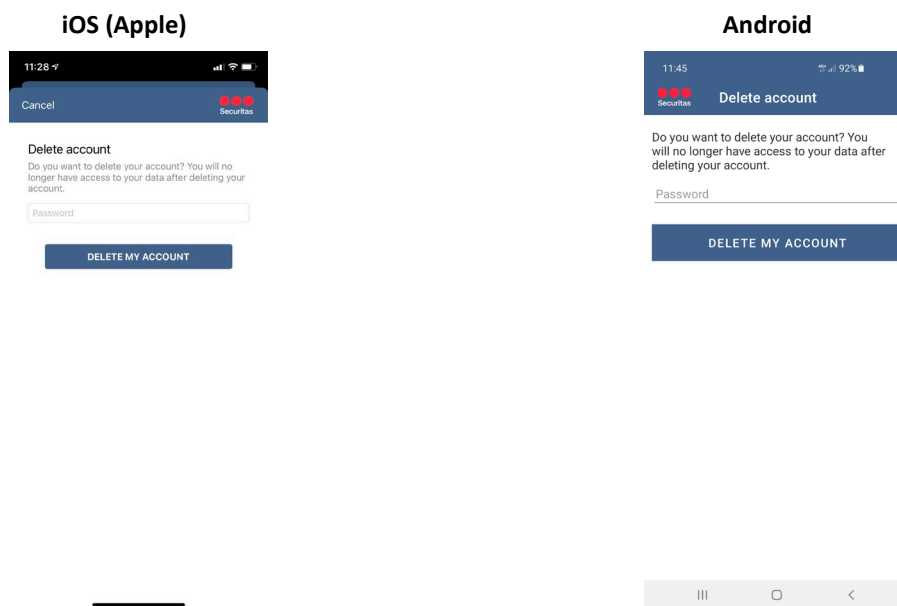 iOS (Apple)
11:28
Cancel
Securitas
Delete account
Do you want to delete your account? You will no
longer have access to your data after deleting your
account.
Password
DELETE MY ACCOUNT
Android
11:45
92%
Securitas
Delete account
Do you want to delete your account? You
will no longer have access to your data after
deleting your account.
Password
DELETE MY ACCOUNT